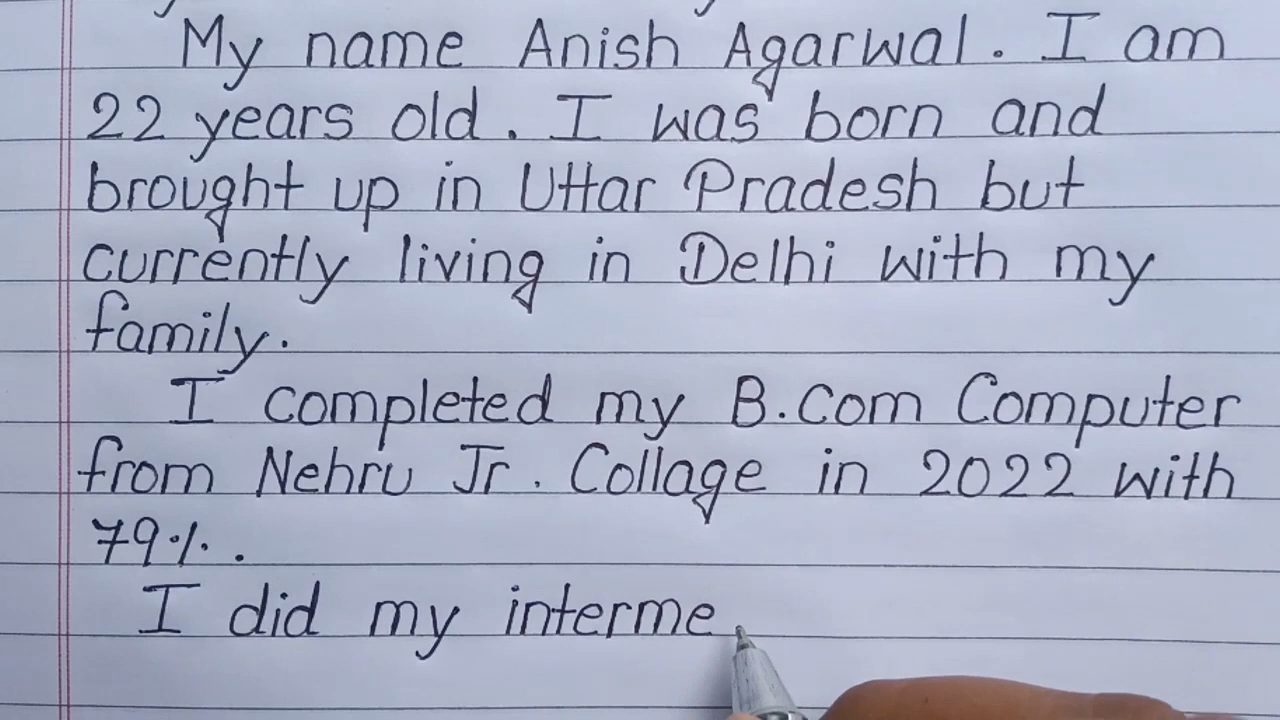 My name Anish Agarwal. I am
22 years old. I was born and
brought up in Uttar Pradesh but
currently living in Delhi with my
family.
I completed my B.Com Computer
from Nehru Jr. Collage in 2022 with
79%.
I did my interme